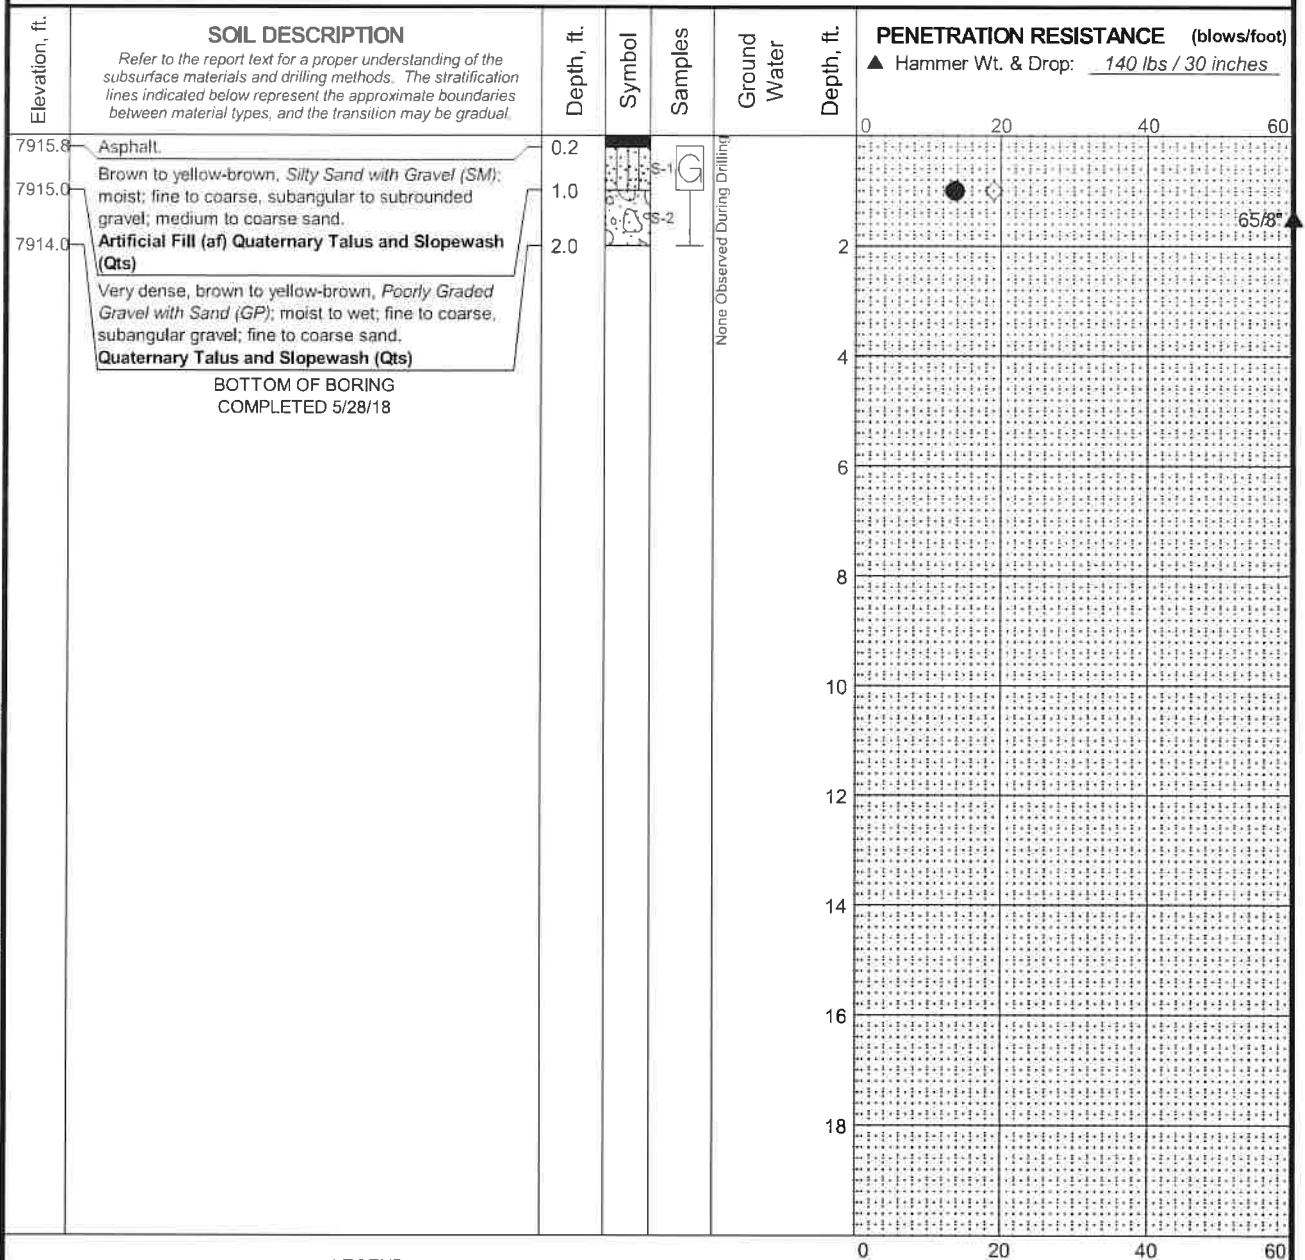 Elevation, ft.
SOIL DESCRIPTION
Refer to the report text for a proper understanding of the
subsurface materials and drilling methods. The stratification
lines indicated below represent the approximate boundaries
between material types, and the transition may be gradual.
Depth, ft.
Symbol
Samples
Ground
Water
Depth, ft.
PENETRATION RESISTANCE (blows/foot)
▲ Hammer Wt. & Drop: 140 lbs / 30 inches
0 20 40 60
7915.8 Asphalt. 0.2
Brown to yellow-brown, Silty Sand with Gravel (SM);
7915.0 moist; fine to coarse, subangular to subrounded 1.0
gravel; medium to coarse sand.
7914.0 Artificial Fill (af) Quaternary Talus and Slopewash 2.0
(Qts)
Very dense, brown to yellow-brown, Poorly Graded
Gravel with Sand (GP); moist to wet; fine to coarse,
subangular gravel; fine to coarse sand.
Quaternary Talus and Slopewash (Qts)
BOTTOM OF BORING
COMPLETED 5/28/18
S-1 G
S-2
None Observed During Drilling
65/8"
2
4
6
8
10
12
14
16
18
0 20 40 60